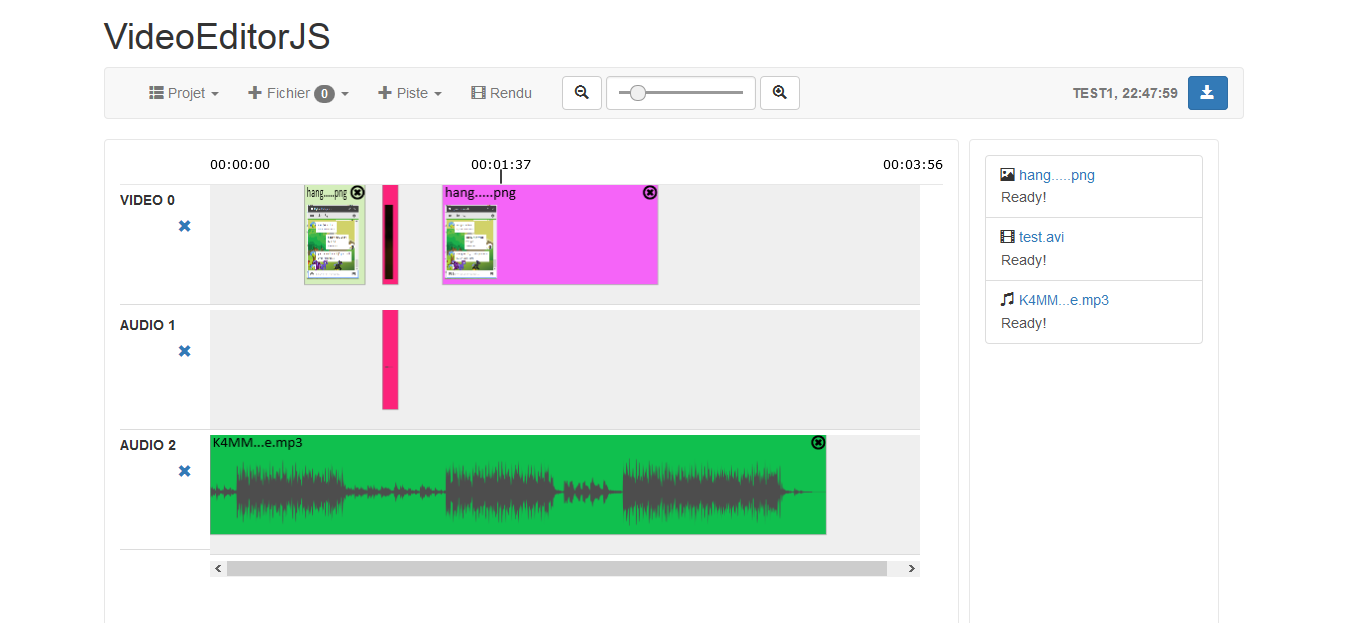 VideoEditorJS
Projet Fichier 0 Piste Rendu TEST1, 22:47:59
00:00:00 00:01:37 00:03:56
VIDEO 0
hang.....png hang.....png
AUDIO 1
AUDIO 2
K4MM...e.mp3
hang.....png
Ready!
test.avi
Ready!
K4MM...e.mp3
Ready!